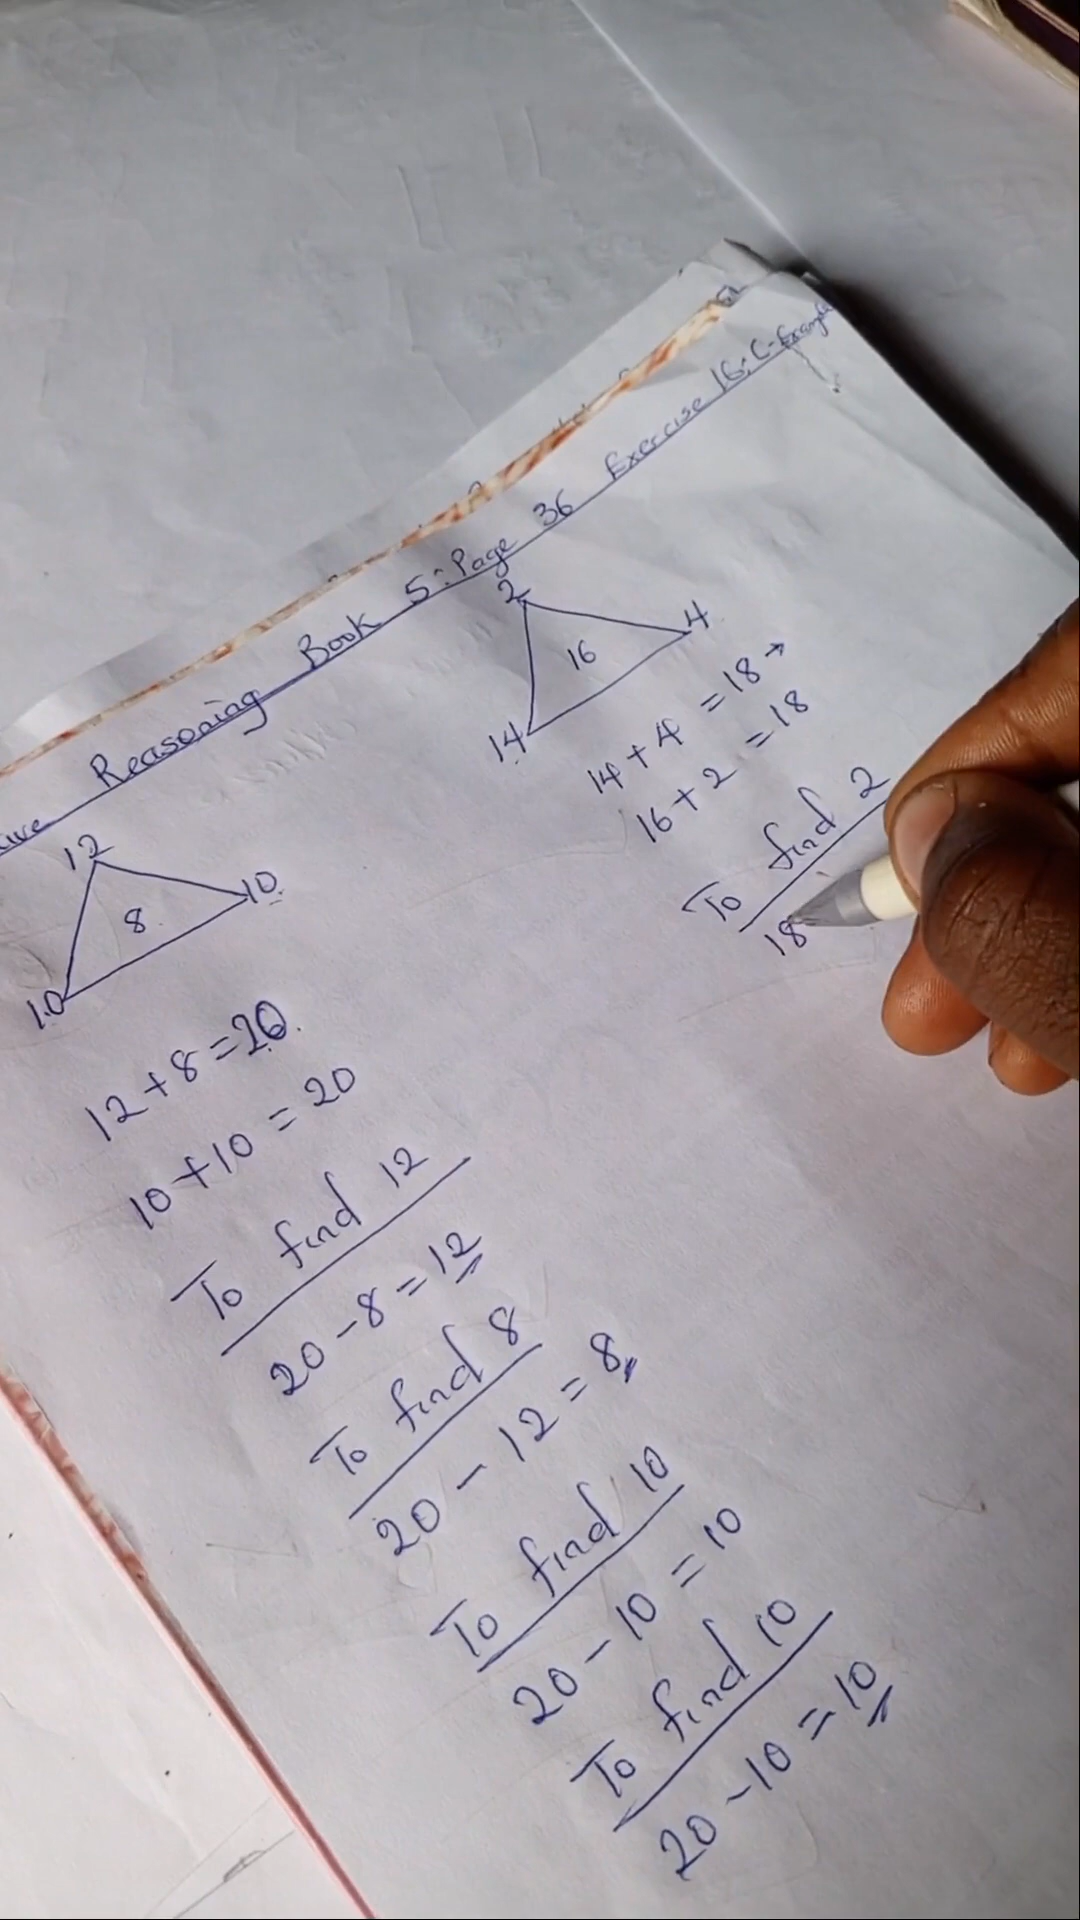 Reasoning Book 5: Page 36 Exercise 16: C-Example
12
10
8
10
12+8=20
10+10=20
To find 12
20-8=12
To find 8
20-12=8
To find 10
20-10=10
To find 10
20-10=10
2
4
16
14
14+4=18
16+2=18
To find 2
18